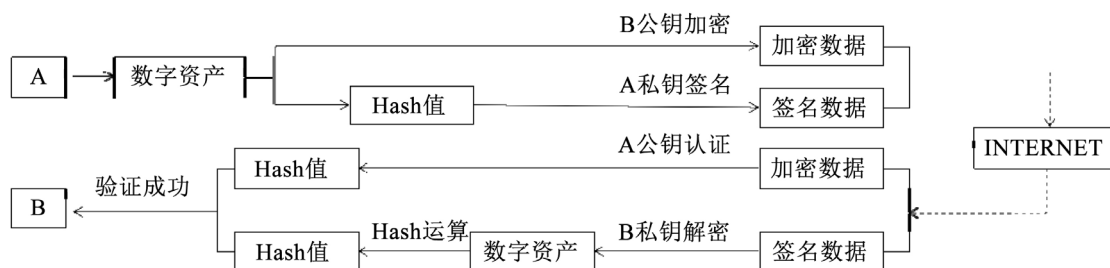 B公钥加密
加密数据
A
数字资产
A私钥签名
Hash值
签名数据
INTERNET
A公钥认证
Hash值
加密数据
验证成功
B
Hash运算
B私钥解密
Hash值
数字资产
签名数据